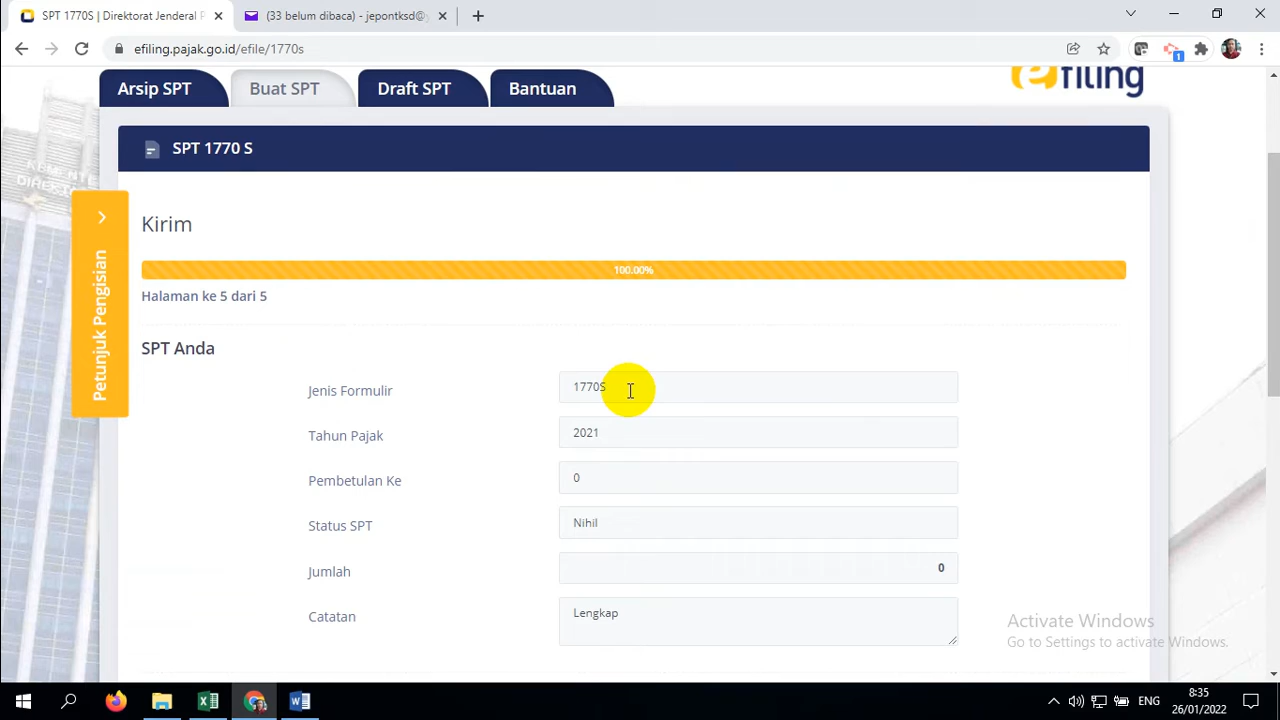 SPT 1770S | Direktorat Jenderal P
(33 belum dibaca) - jepontksd@y
efiling.pajak.go.id/efile/1770s
1
Arsip SPT
Buat SPT
Draft SPT
Bantuan
efiling
SPT 1770 S
Kirim
100.00%
Halaman ke 5 dari 5
Petunjuk Pengisian
SPT Anda
Jenis Formulir
1770S
Tahun Pajak
2021
Pembetulan Ke
0
Status SPT
Nihil
Jumlah
0
Catatan
Lengkap
Activate Windows
Go to Settings to activate Windows.
ENG
8:35
26/01/2022